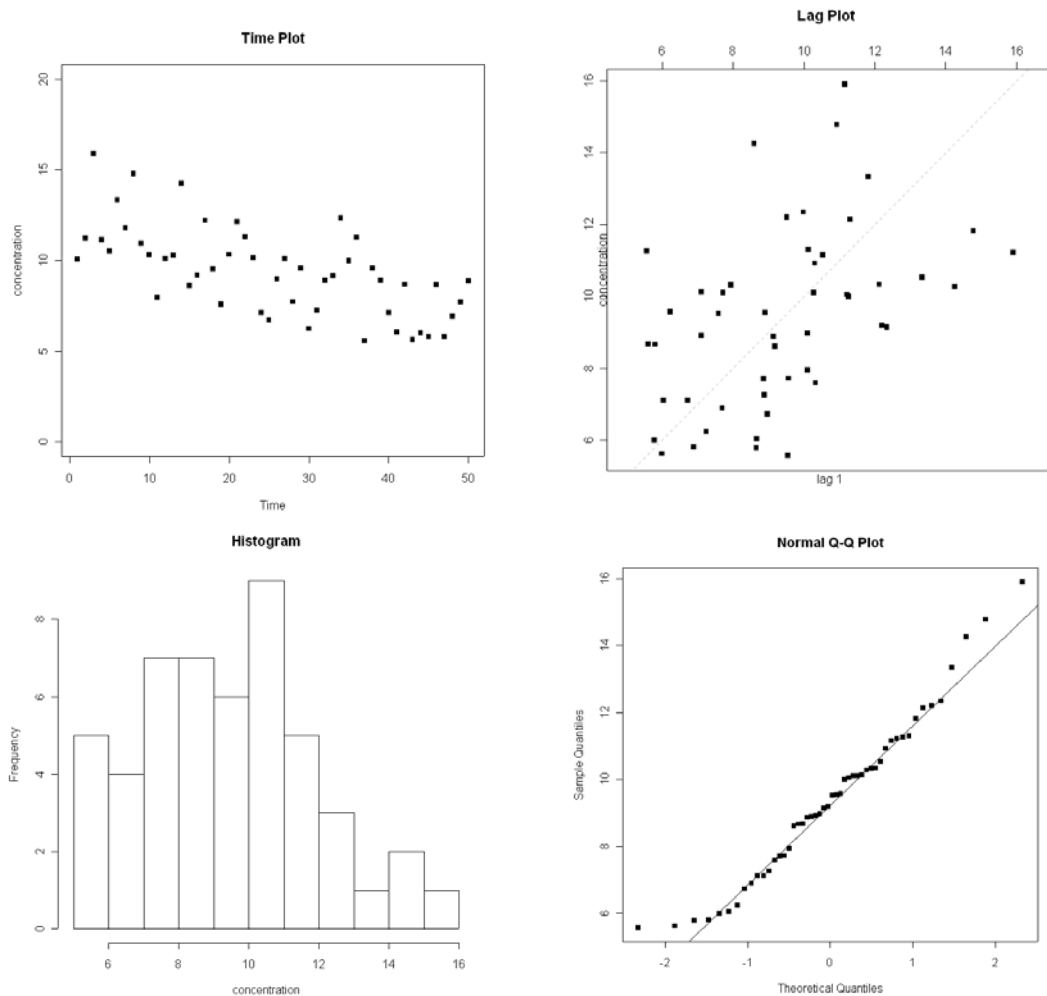 Time Plot
20
15
10
5
0
concentration
0 10 20 30 40 50
Time
Lag Plot
6 8 10 12 14 16
16
14
12
10
8
6
concentration
lag 1
Histogram
8
6
4
2
0
Frequency
6 8 10 12 14 16
concentration
Normal Q-Q Plot
16
14
12
10
8
6
Sample Quantiles
-2 -1 0 1 2
Theoretical Quantiles